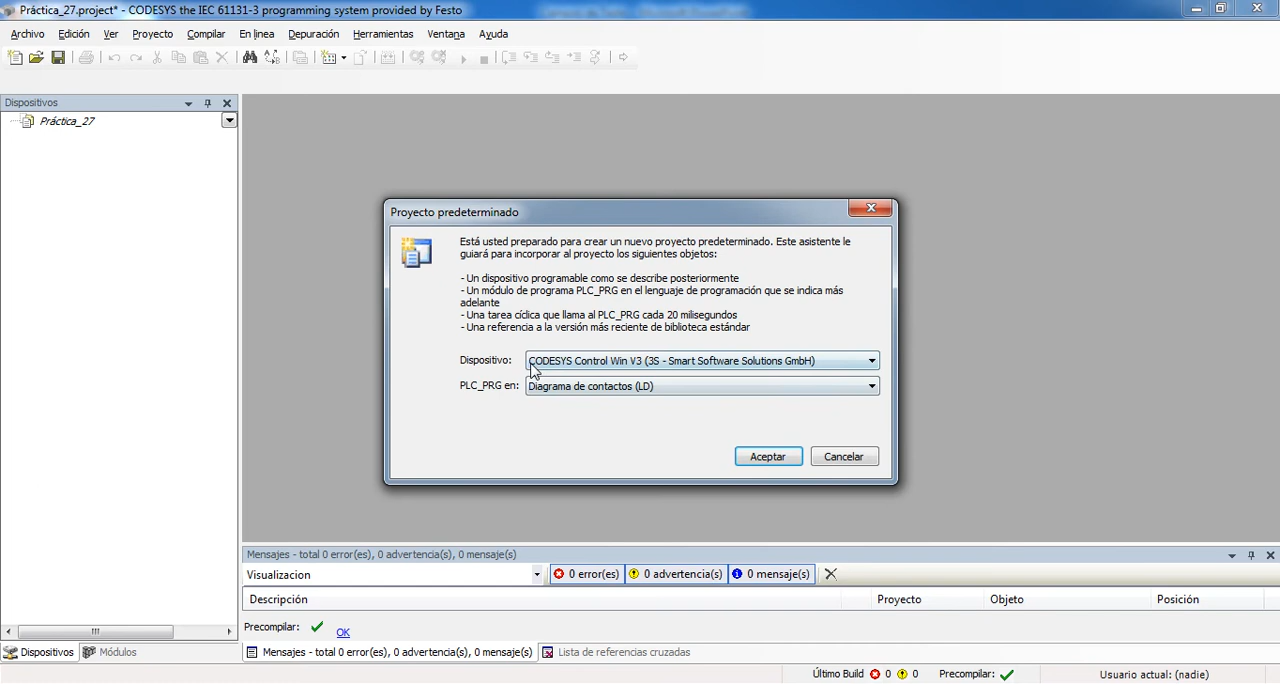 Práctica_27.project* - CODESYS the IEC 61131-3 programming system provided by Festo
Archivo Edición Ver Proyecto Compilar En línea Depuración Herramientas Ventana Ayuda
Dispositivos
Práctica_27
Proyecto predeterminado
Está usted preparado para crear un nuevo proyecto predeterminado. Este asistente le
guiará para incorporar al proyecto los siguientes objetos:
- Un dispositivo programable como se describe posteriormente
- Un módulo de programa PLC_PRG en el lenguaje de programación que se indica más
adelante
- Una tarea cíclica que llama al PLC_PRG cada 20 milisegundos
- Una referencia a la versión más reciente de biblioteca estándar
Dispositivo: CODESYS Control Win V3 (3S - Smart Software Solutions GmbH)
PLC_PRG en: Diagrama de contactos (LD)
Aceptar Cancelar
Mensajes - total 0 error(es), 0 advertencia(s), 0 mensaje(s)
Visualizacion 0 error(es) 0 advertencia(s) 0 mensaje(s)
Descripción Proyecto Objeto Posición
Precompilar: OK
Dispositivos Módulos Mensajes - total 0 error(es), 0 advertencia(s), 0 mensaje(s) Lista de referencias cruzadas
Último Build 0 0 Precompilar: Usuario actual: (nadie)